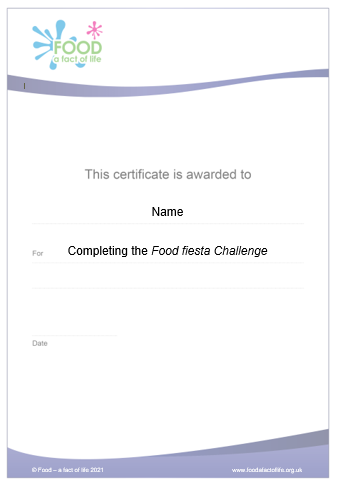 FOOD
a fact of life
This certificate is awarded to
Name
For Completing the Food fiesta Challenge
Date
© Food – a fact of life 2021 www.foodafactoflife.org.uk